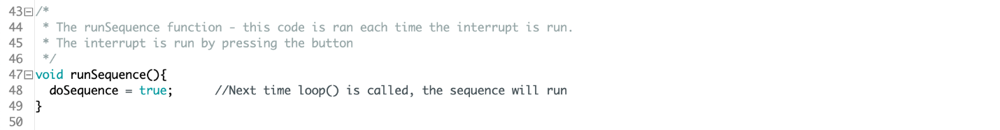 43 /*
44  * The runSequence function - this code is ran each time the interrupt is run.
45  * The interrupt is run by pressing the button
46  */
47 void runSequence(){
48   doSequence = true;      //Next time loop() is called, the sequence will run
49 }
50